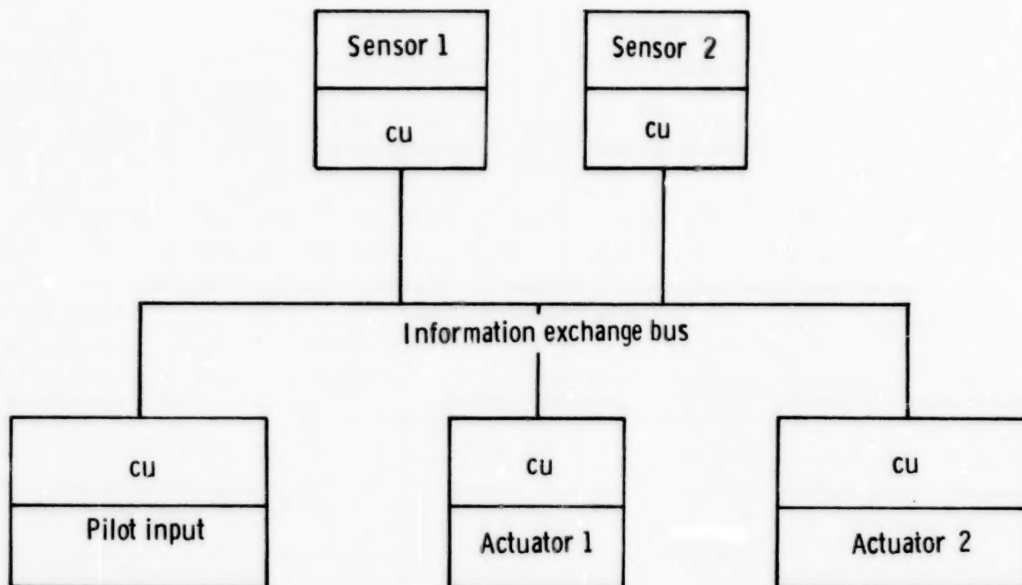 Sensor 1
Sensor 2
cu
cu
Information exchange bus
cu
cu
cu
Pilot input
Actuator 1
Actuator 2